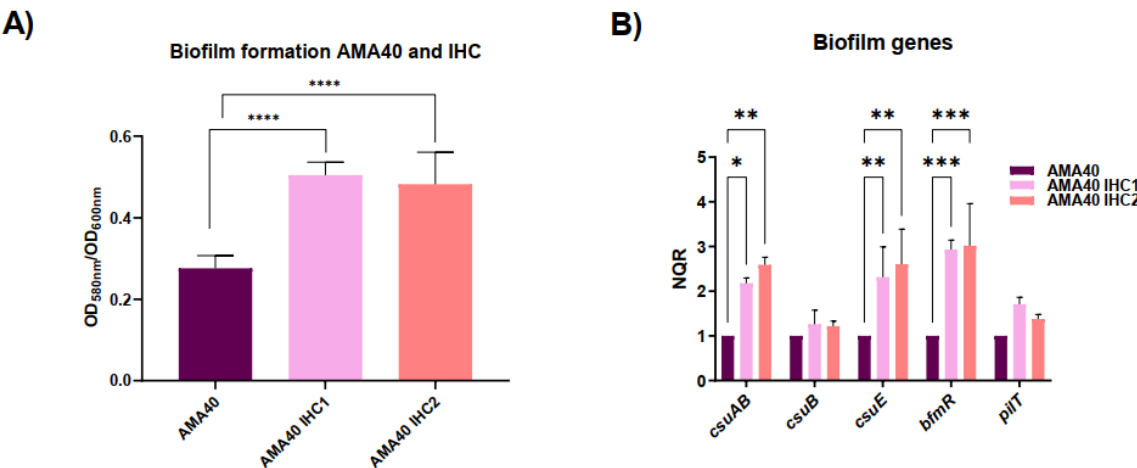 A)
Biofilm formation AMA40 and IHC
****
****
0.6
0.4
0.2
0.0
OD580nm/OD600nm
AMA40
AMA40 IHC1
AMA40 IHC2
B)
Biofilm genes
** ** ***
* ** ***
5
4
3
2
1
0
NQR
csuAB
csuB
csuE
bfmR
pilT
AMA40
AMA40 IHC1
AMA40 IHC2